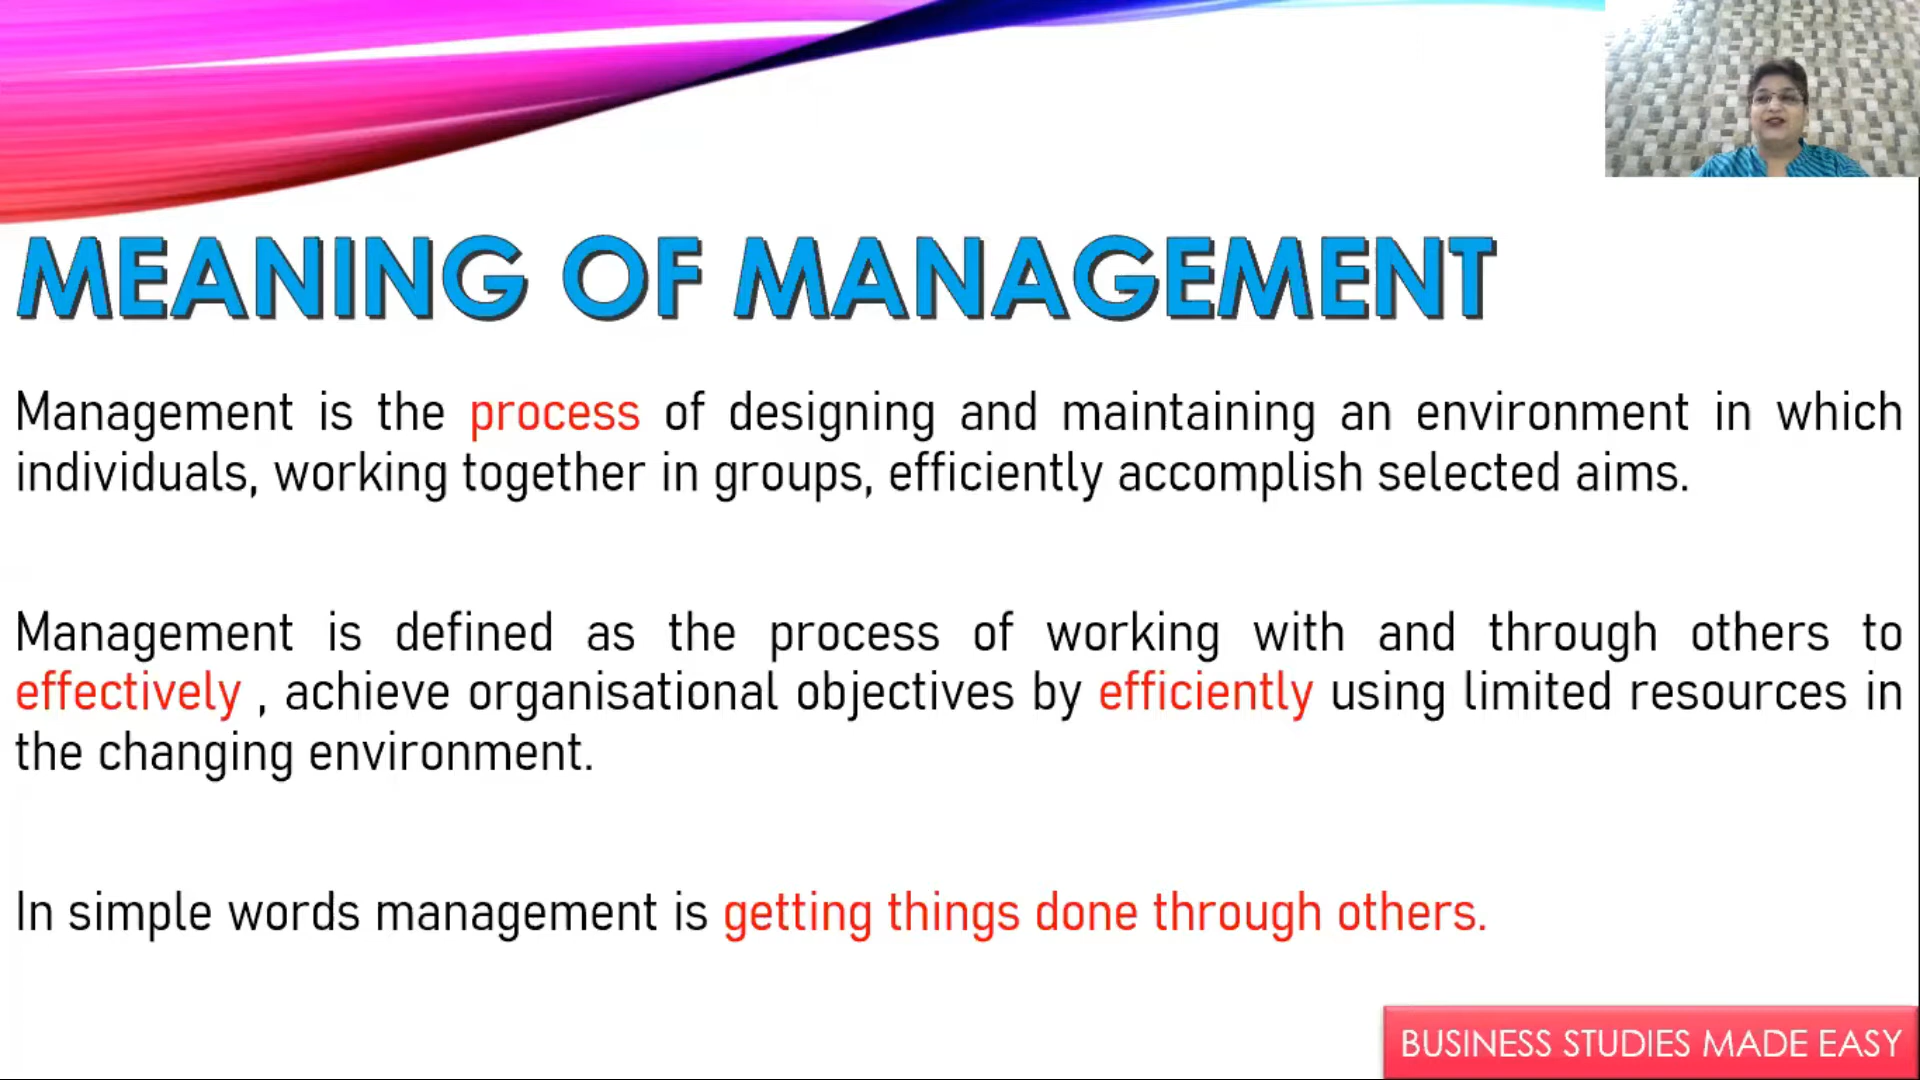 MEANING OF MANAGEMENT
Management is the process of designing and maintaining an environment in which
individuals, working together in groups, efficiently accomplish selected aims.
Management is defined as the process of working with and through others to
effectively , achieve organisational objectives by efficiently using limited resources in
the changing environment.
In simple words management is getting things done through others.
BUSINESS STUDIES MADE EASY